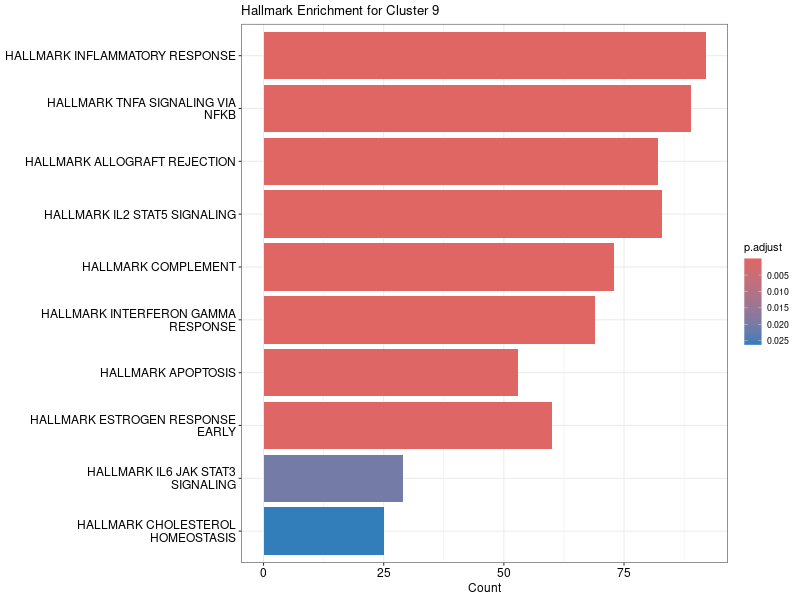 Hallmark Enrichment for Cluster 9
HALLMARK INFLAMMATORY RESPONSE
HALLMARK TNFA SIGNALING VIA
NFKB
HALLMARK ALLOGRAFT REJECTION
HALLMARK IL2 STAT5 SIGNALING
HALLMARK COMPLEMENT
HALLMARK INTERFERON GAMMA
RESPONSE
HALLMARK APOPTOSIS
HALLMARK ESTROGEN RESPONSE
EARLY
HALLMARK IL6 JAK STAT3
SIGNALING
HALLMARK CHOLESTEROL
HOMEOSTASIS
0 25 50 75
Count
p.adjust
0.005
0.010
0.015
0.020
0.025